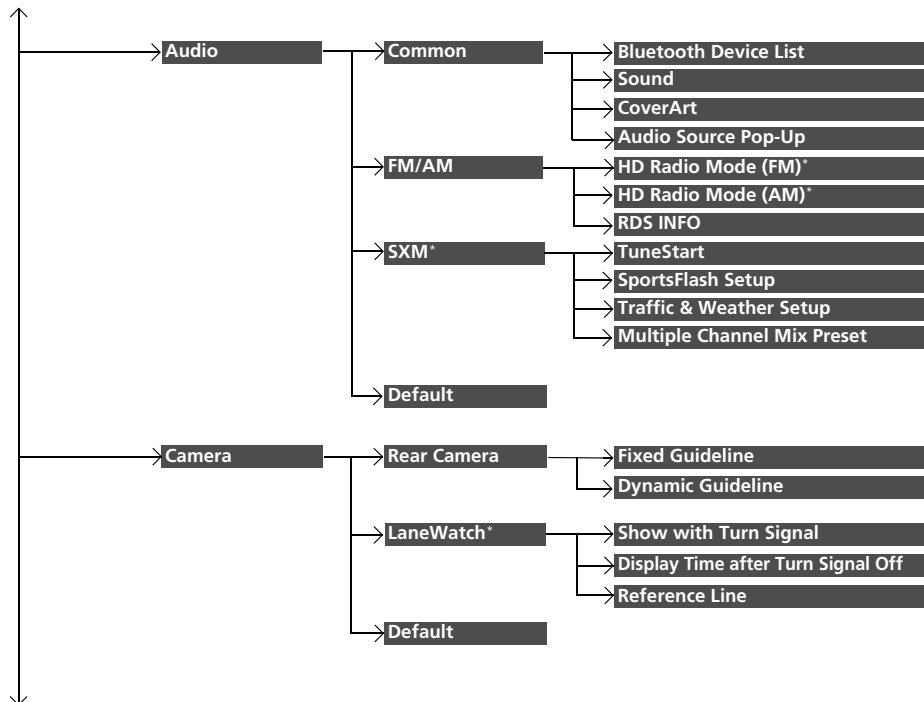 Audio
Common
Bluetooth Device List
Sound
CoverArt
Audio Source Pop-Up
FM/AM
HD Radio Mode (FM)*
HD Radio Mode (AM)*
RDS INFO
SXM*
TuneStart
SportsFlash Setup
Traffic & Weather Setup
Multiple Channel Mix Preset
Default
Camera
Rear Camera
Fixed Guideline
Dynamic Guideline
LaneWatch*
Show with Turn Signal
Display Time after Turn Signal Off
Reference Line
Default